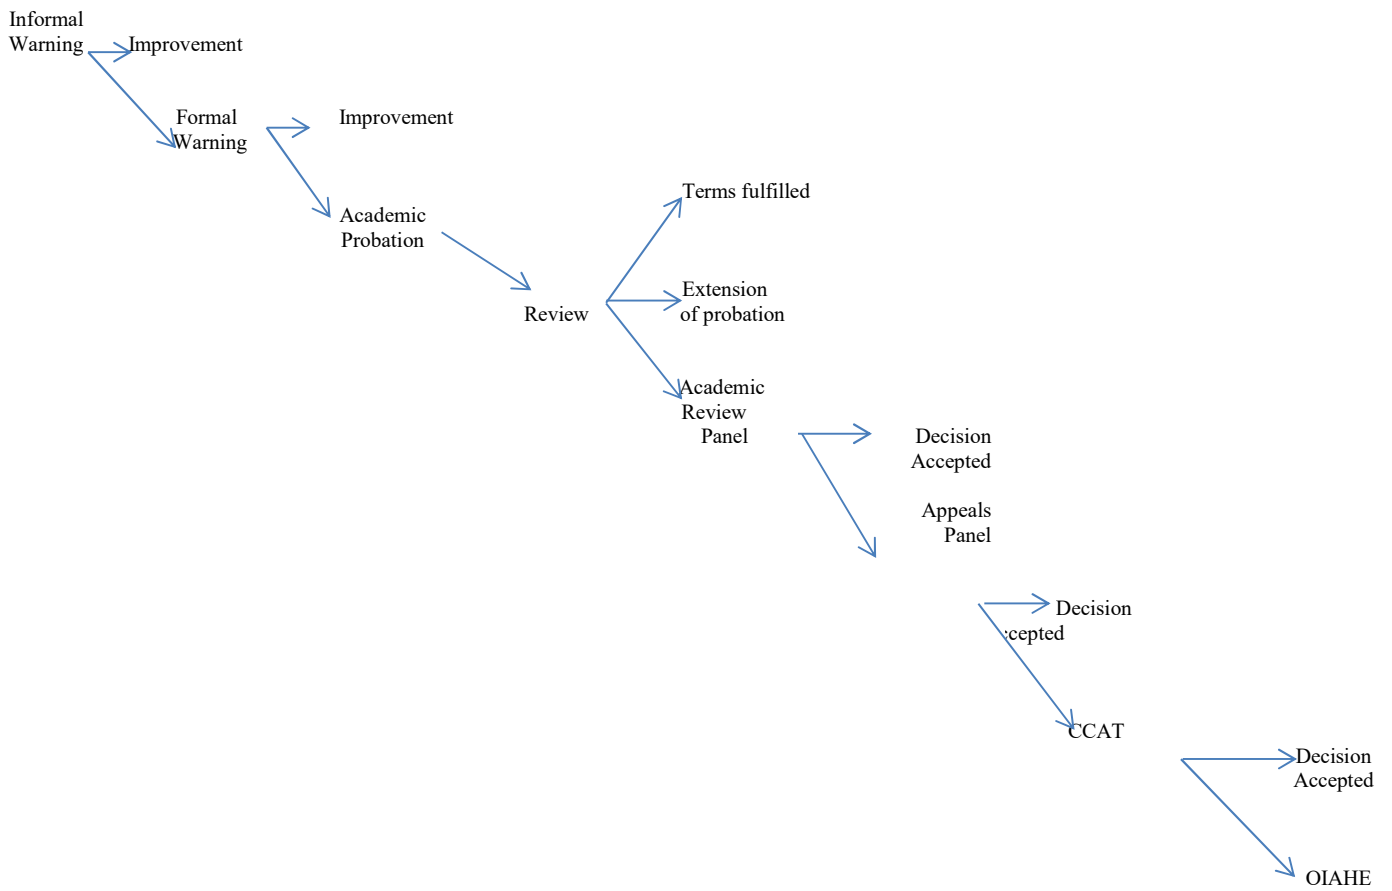 Informal
Warning
Improvement
Formal
Warning
Improvement
Academic
Probation
Terms fulfilled
Extension
of probation
Review
Academic
Review
Panel
Decision
Accepted
Appeals
Panel
Decision
cepted
CCAT
Decision
Accepted
OIAHE